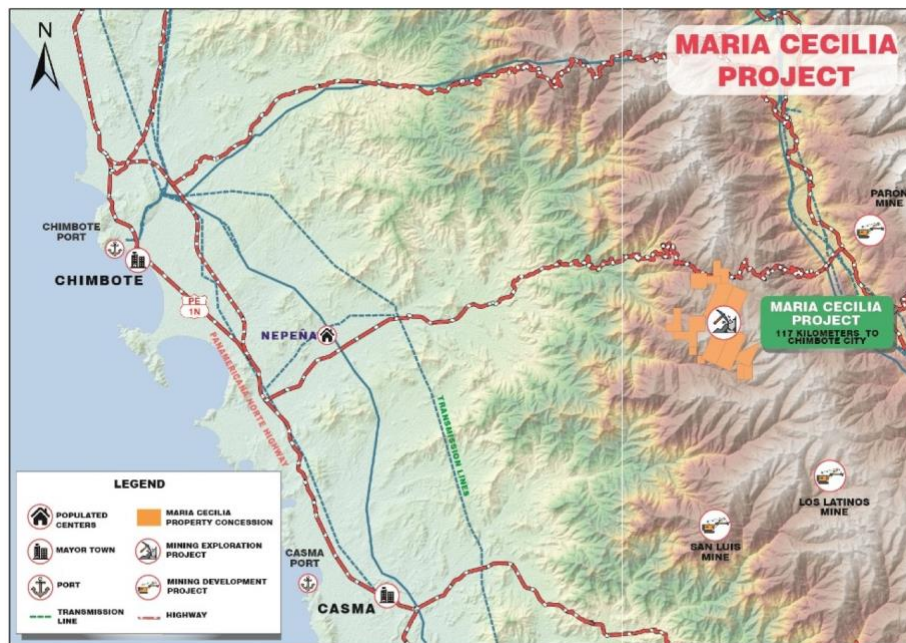 N
MARIA CECILIA
PROJECT
PARON
MINE
CHIMBOTE
PORT
CHIMBOTE
PE
1N
NEPEÑA
MARIA CECILIA
PROJECT
117 KILOMETERS TO
CHIMBOTE CITY
PANAMERICANE NORTE HIGHWAY
TRANSMISSION LINES
LOS LATINOS
MINE
SAN LUIS
MINE
CASMA
PORT
CASMA
LEGEND
POPULATED
CENTERS
MARIA CECILIA
PROPERTY CONCESSION
MAYOR TOWN
MINING EXPLORATION
PROJECT
PORT
MINING DEVELOPMENT
PROJECT
TRANSMISSION
LINE
HIGHWAY